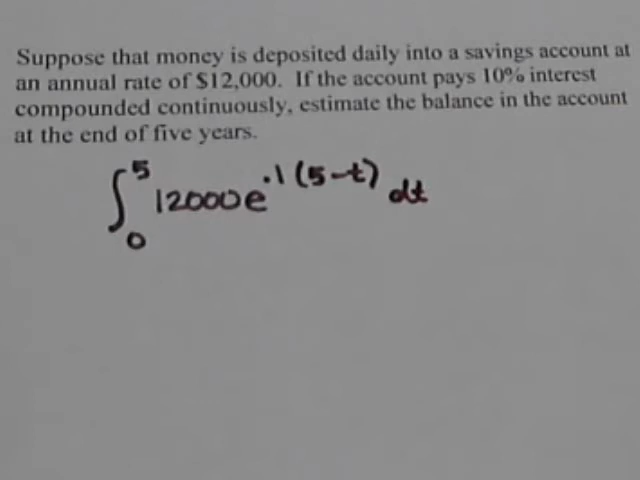 Suppose that money is deposited daily into a savings account at
an annual rate of $12,000. If the account pays 10% interest
compounded continuously, estimate the balance in the account
at the end of five years.
∫₀⁵ 12000e^.1(5-t) dt